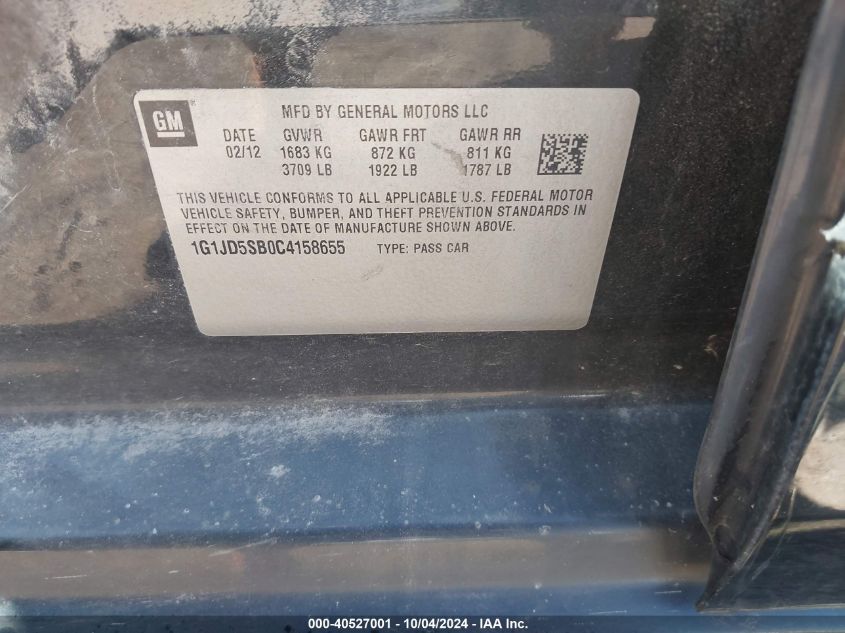 GM
MFD BY GENERAL MOTORS LLC
DATE GVWR GAWR FRT GAWR RR
02/12 1683 KG 872 KG 811 KG
3709 LB 1922 LB 1787 LB
THIS VEHICLE CONFORMS TO ALL APPLICABLE U.S. FEDERAL MOTOR
VEHICLE SAFETY, BUMPER, AND THEFT PREVENTION STANDARDS IN
EFFECT ON THE DATE OF MANUFACTURE SHOWN ABOVE.
1G1JD5SB0C4158655 TYPE: PASS CAR
000-40527001 - 10/04/2024 - IAA Inc.